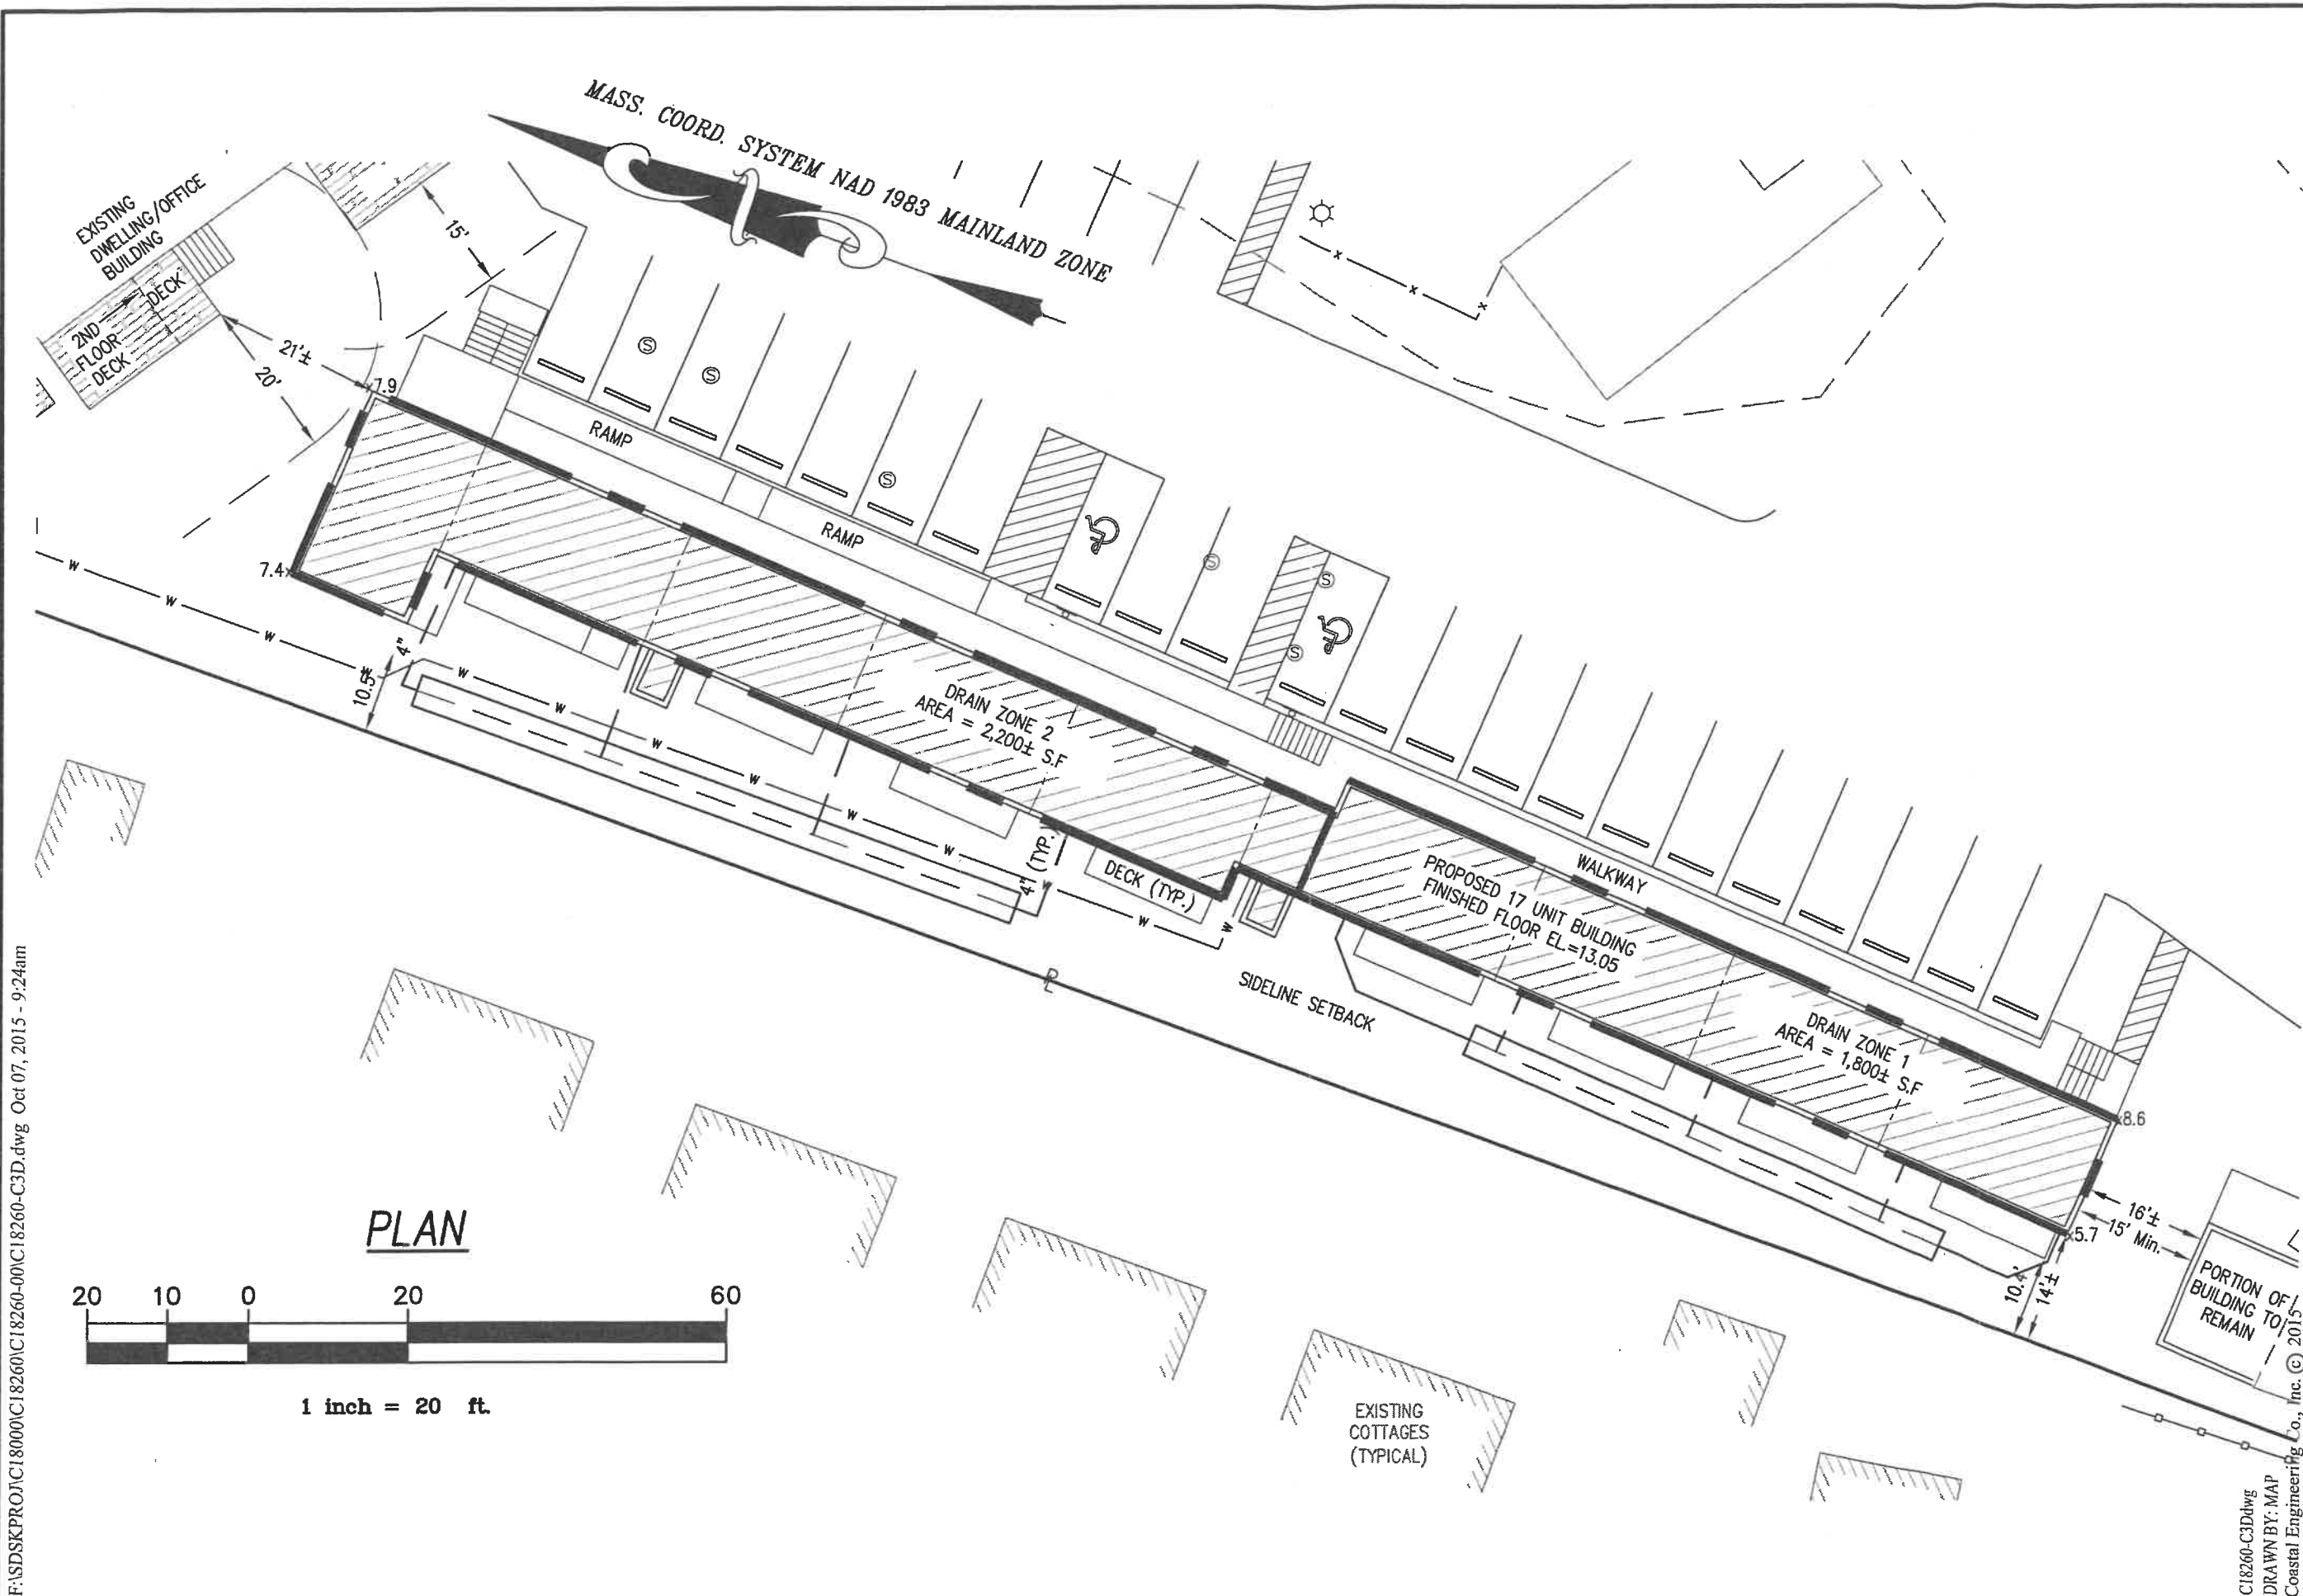 MASS. COORD. SYSTEM NAD 1983 MAINLAND ZONE
EXISTING
DWELLING/OFFICE
BUILDING
DECK
2ND
FLOOR
DECK
15'
21'±
20'
7.9
7.4
RAMP
RAMP
S
S
S
S
S
S
W
W
W
W
W
W
W
W
W
W
W
W
W
W
x
x
x
4"
10.5'
DRAIN ZONE 2
AREA = 2,200± S.F
4" (TYP.)
DECK (TYP.)
PROPOSED 17 UNIT BUILDING
FINISHED FLOOR EL.=13.05
WALKWAY
SIDELINE SETBACK
PL
DRAIN ZONE 1
AREA = 1,800± S.F
8.6
5.7
16'±
15' Min.
10.4'
14'±
PORTION OF
BUILDING TO
REMAIN
EXISTING
COTTAGES
(TYPICAL)
PLAN
20 10 0 20 60
1 inch = 20 ft.
F:\SDSKPROJ\C18000\C18260\C18260-00\C18260-C3D.dwg Oct 07, 2015 - 9:24am
C18260-C3Ddwg
DRAWN BY: MAP
Coastal Engineering Co., Inc. © 2015